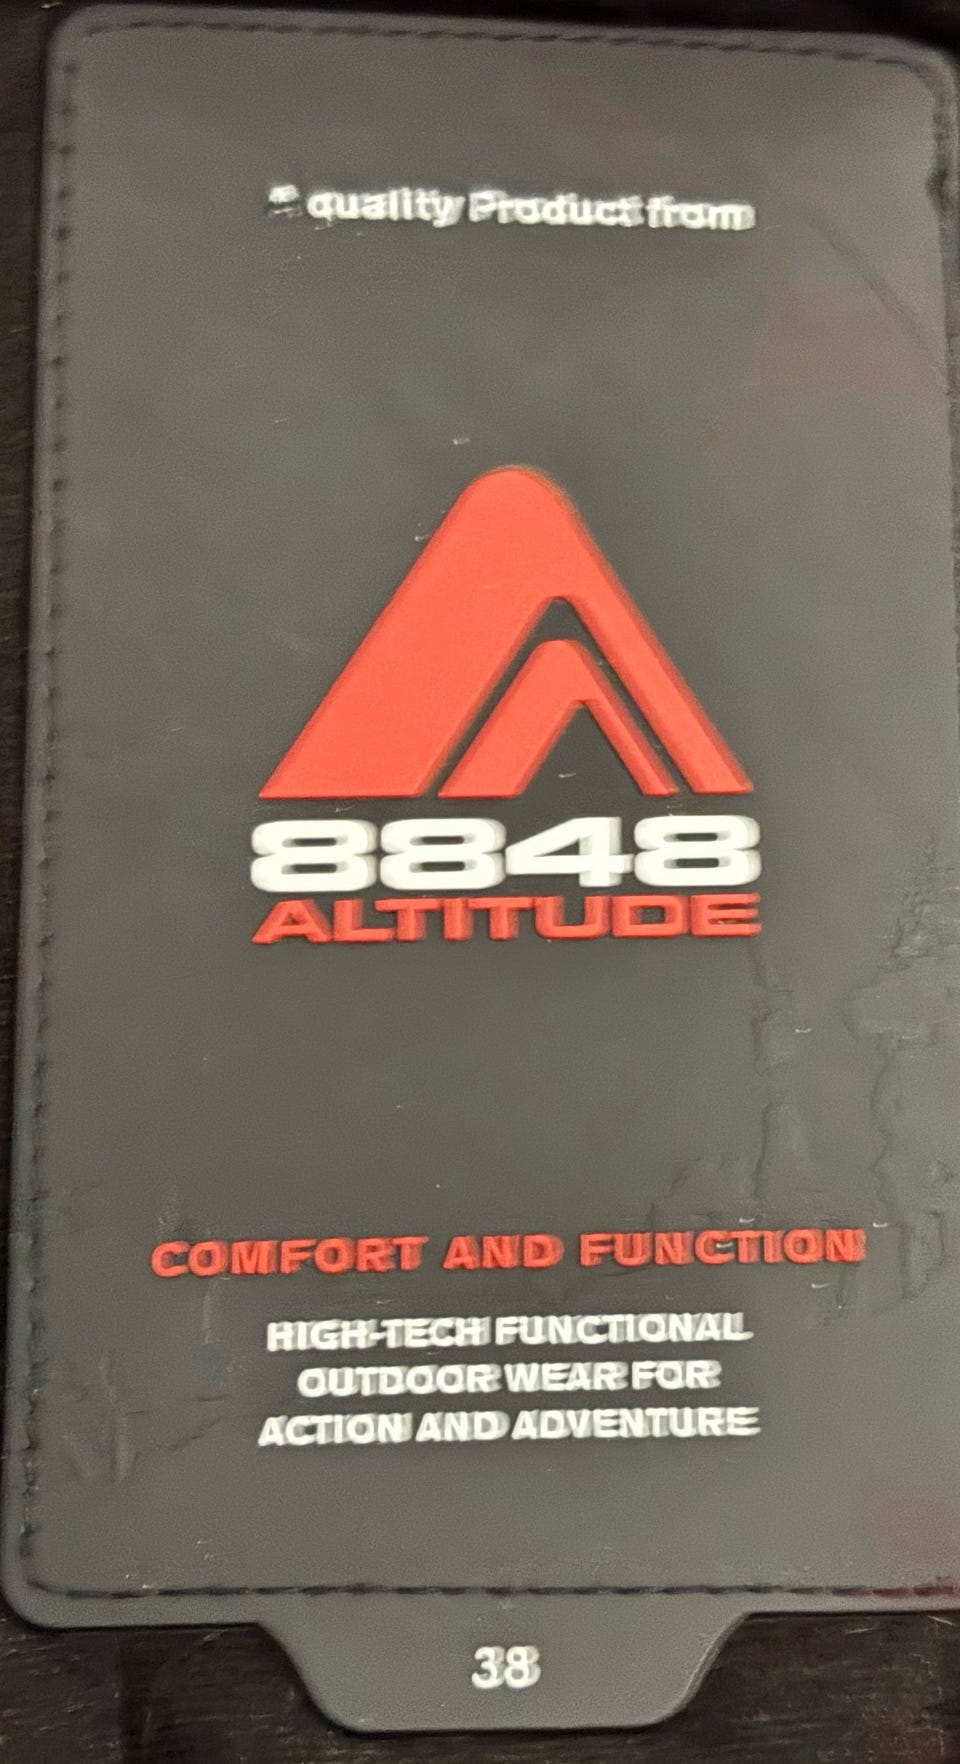 A quality Product from
8848
ALTITUDE
COMFORT AND FUNCTION
HIGH-TECH FUNCTIONAL
OUTDOOR WEAR FOR
ACTION AND ADVENTURE
38